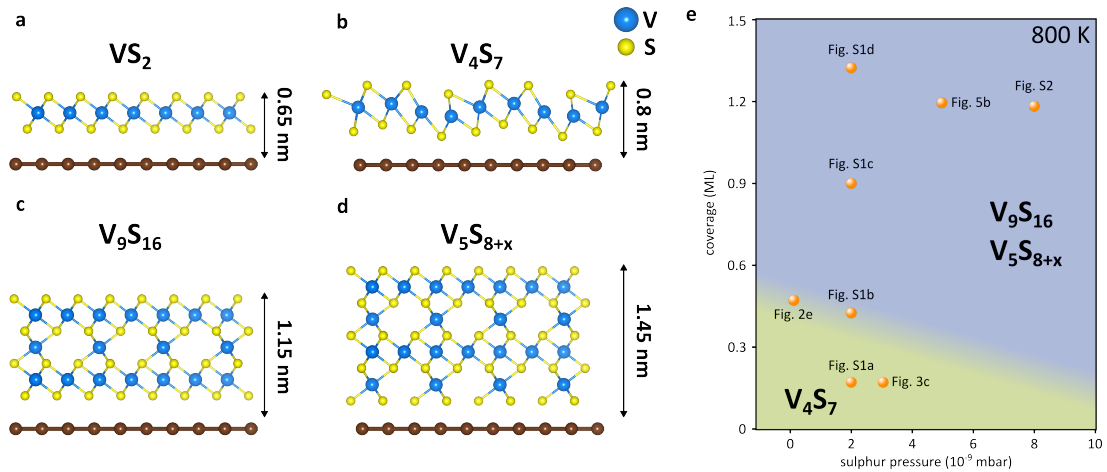 a
VS₂
0.65 nm
b
V₄S₇
0.8 nm
V
S
c
V₉S₁₆
1.15 nm
d
V₅S₈₊ₓ
1.45 nm
e
800 K
1.5
1.2
0.9
0.6
0.3
0
coverage (ML)
Fig. S1d
Fig. S2
Fig. 5b
Fig. S1c
V₉S₁₆
V₅S₈₊ₓ
Fig. S1b
Fig. 2e
Fig. S1a
Fig. 3c
V₄S₇
0 2 4 6 8 10
sulphur pressure (10⁻⁹ mbar)